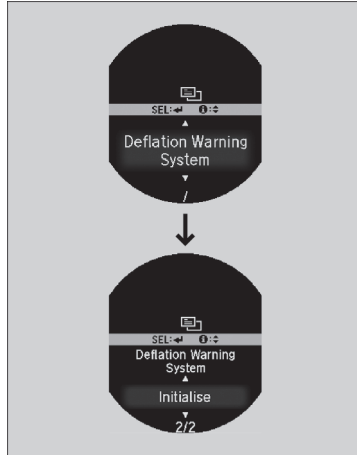 SEL:↵ i:⬍
▲
Deflation Warning
System
▼
/
↓
SEL:↵ i:⬍
Deflation Warning
System
▲
Initialise
▼
2/2